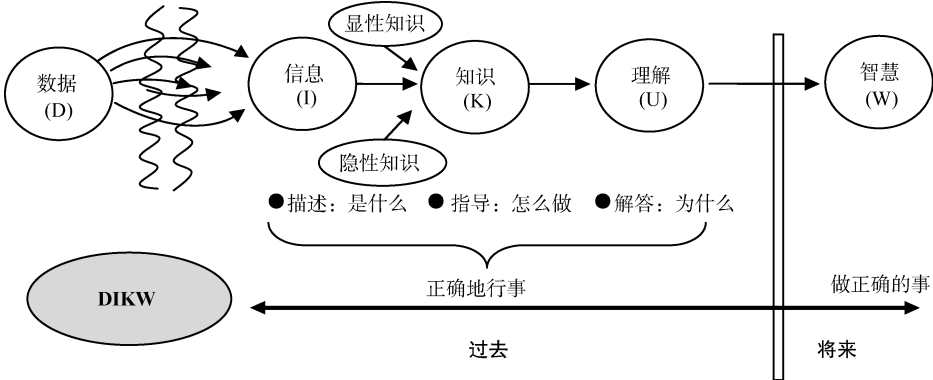 显性知识
数据
(D)
信息
(I)
知识
(K)
理解
(U)
智慧
(W)
隐性知识
●描述：是什么
●指导：怎么做
●解答：为什么
DIKW
正确地行事
做正确的事
过去
将来